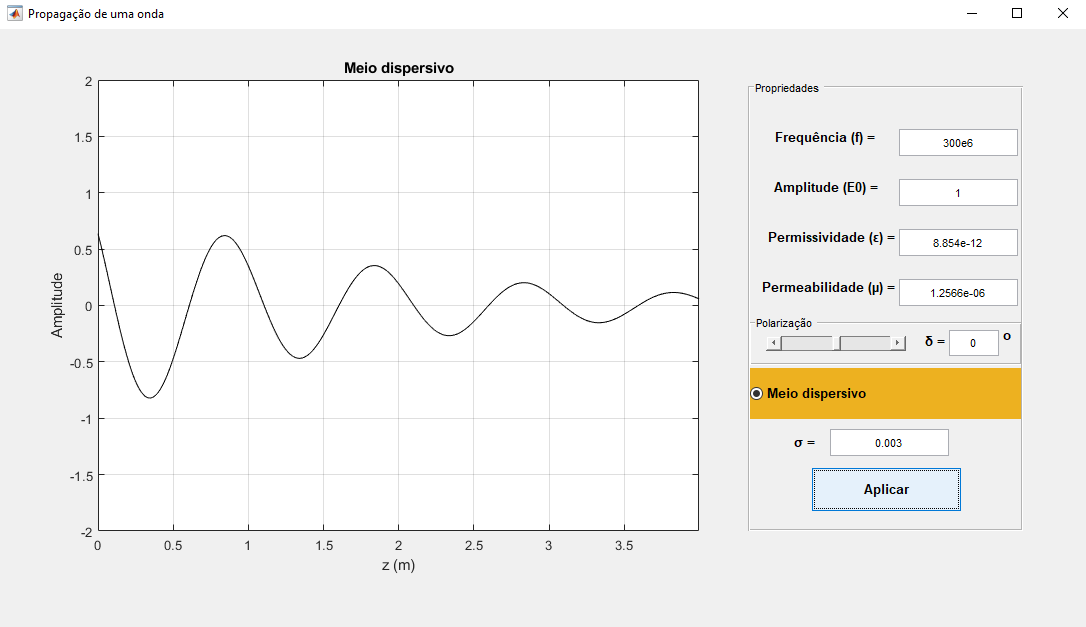 Propagação de uma onda
Meio dispersivo
2
1.5
1
0.5
0
-0.5
-1
-1.5
-2
Amplitude
0 0.5 1 1.5 2 2.5 3 3.5
z (m)
Propriedades
Frequência (f) = 300e6
Amplitude (E0) = 1
Permissividade (ε) = 8.854e-12
Permeabilidade (μ) = 1.2566e-06
Polarização
δ = 0 º
Meio dispersivo
σ = 0.003
Aplicar